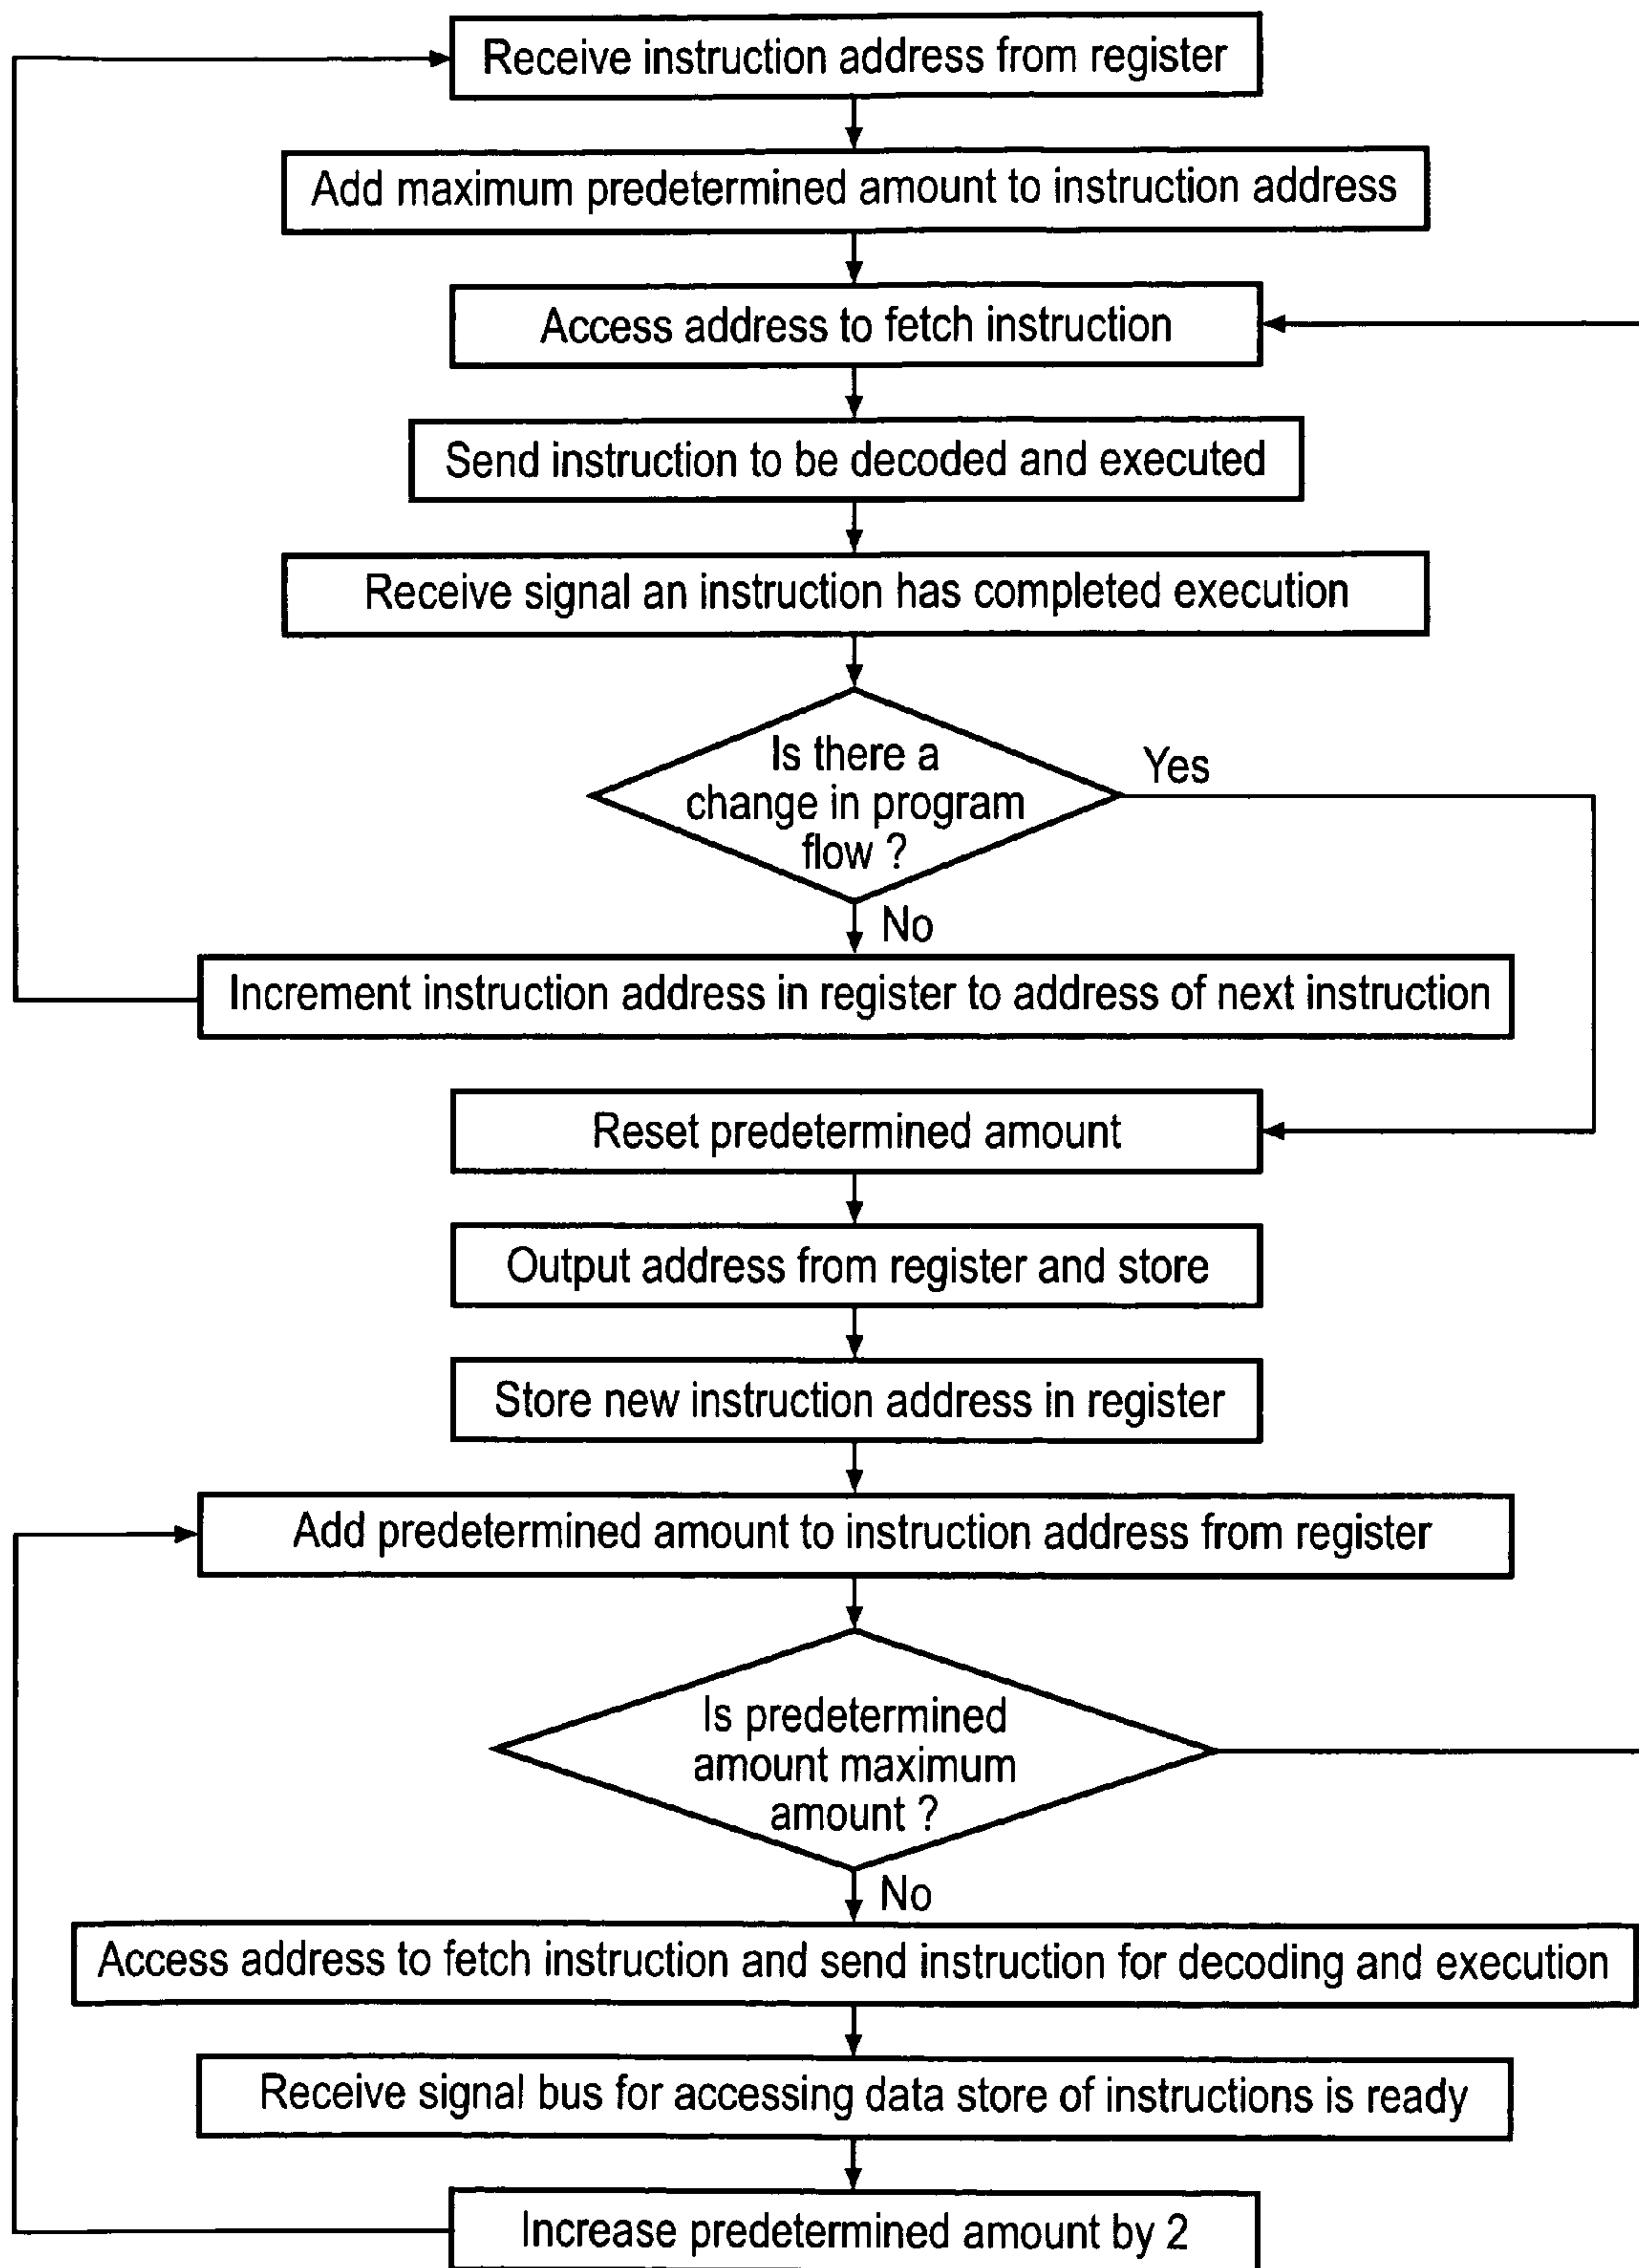 Receive instruction address from register
Add maximum predetermined amount to instruction address
Access address to fetch instruction
Send instruction to be decoded and executed
Receive signal an instruction has completed execution
Is there a
change in program
flow ?
Yes
No
Increment instruction address in register to address of next instruction
Reset predetermined amount
Output address from register and store
Store new instruction address in register
Add predetermined amount to instruction address from register
Is predetermined
amount maximum
amount ?
No
Access address to fetch instruction and send instruction for decoding and execution
Receive signal bus for accessing data store of instructions is ready
Increase predetermined amount by 2